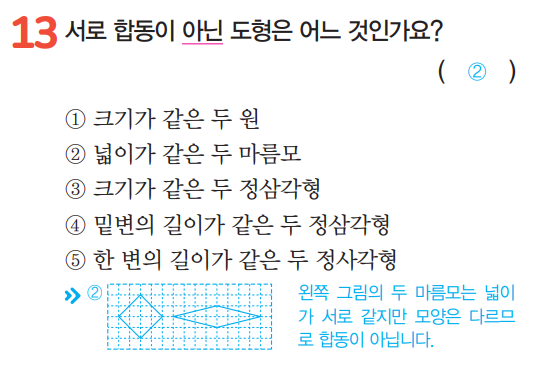 13 서로 합동이 아닌 도형은 어느 것인가요?
( ② )
① 크기가 같은 두 원
② 넓이가 같은 두 마름모
③ 크기가 같은 두 정삼각형
④ 밑변의 길이가 같은 두 정삼각형
⑤ 한 변의 길이가 같은 두 정사각형
≫ ②
왼쪽 그림의 두 마름모는 넓이
가 서로 같지만 모양은 다르므
로 합동이 아닙니다.